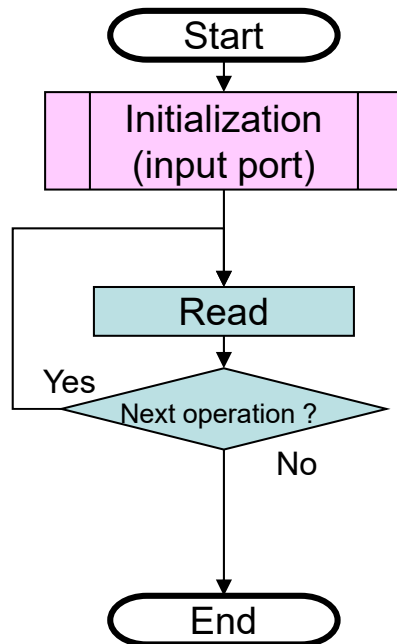 Start
Initialization
(input port)
Read
Yes
Next operation ?
No
End